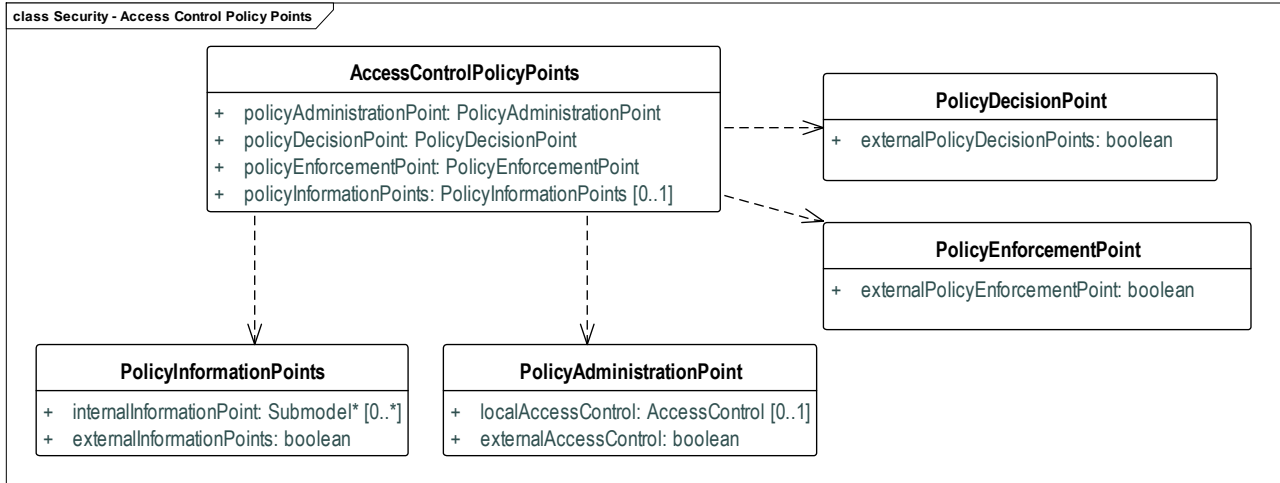 class Security - Access Control Policy Points
AccessControlPolicyPoints
+ policyAdministrationPoint: PolicyAdministrationPoint
+ policyDecisionPoint: PolicyDecisionPoint
+ policyEnforcementPoint: PolicyEnforcementPoint
+ policyInformationPoints: PolicyInformationPoints [0..1]
PolicyDecisionPoint
+ externalPolicyDecisionPoints: boolean
PolicyEnforcementPoint
+ externalPolicyEnforcementPoint: boolean
PolicyInformationPoints
+ internalInformationPoint: Submodel* [0..*]
+ externalInformationPoints: boolean
PolicyAdministrationPoint
+ localAccessControl: AccessControl [0..1]
+ externalAccessControl: boolean